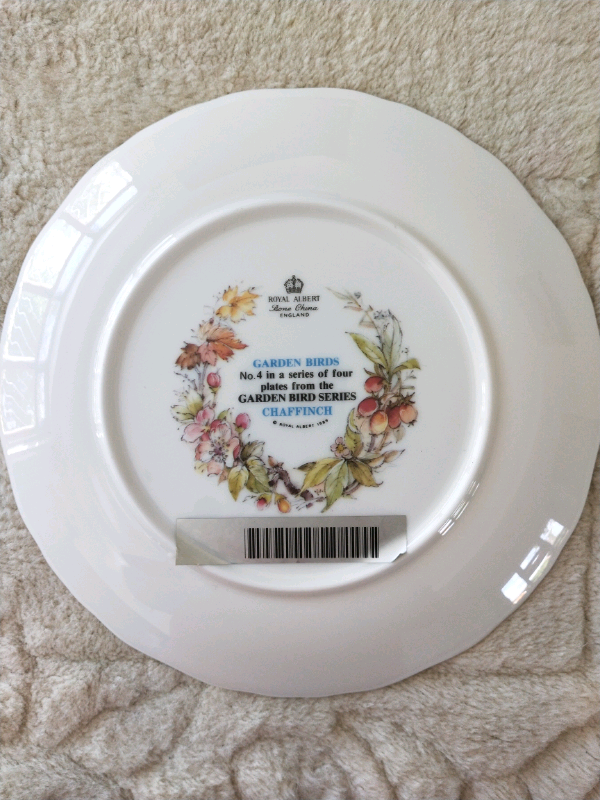 ROYAL ALBERT
Bone China
ENGLAND
GARDEN BIRDS
No. 4 in a series of four
plates from the
GARDEN BIRD SERIES
CHAFFINCH
© ROYAL ALBERT